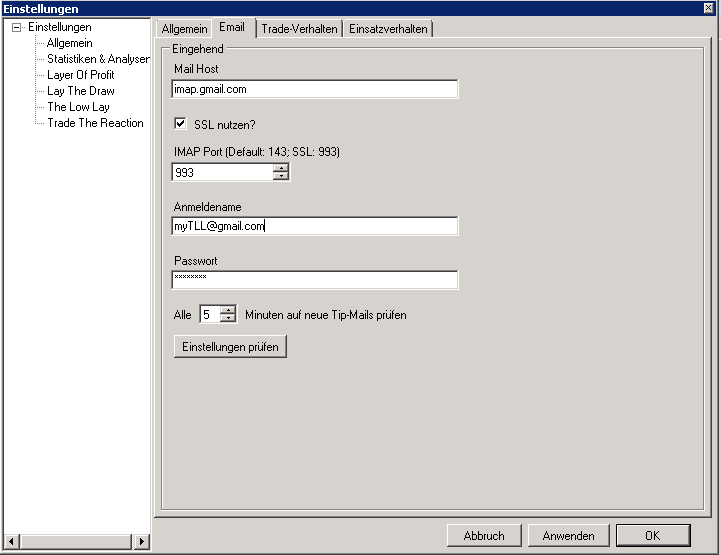 Einstellungen
Einstellungen
Allgemein
Statistiken & Analysen
Layer Of Profit
Lay The Draw
The Low Lay
Trade The Reaction
Allgemein
Email
Trade-Verhalten
Einsatzverhalten
Eingehend
Mail Host
imap.gmail.com
SSL nutzen?
IMAP Port (Default: 143; SSL: 993)
993
Anmeldename
myTLL@gmail.com
Passwort
********
Alle 5 Minuten auf neue Tip-Mails prüfen
Einstellungen prüfen
Abbruch
Anwenden
OK